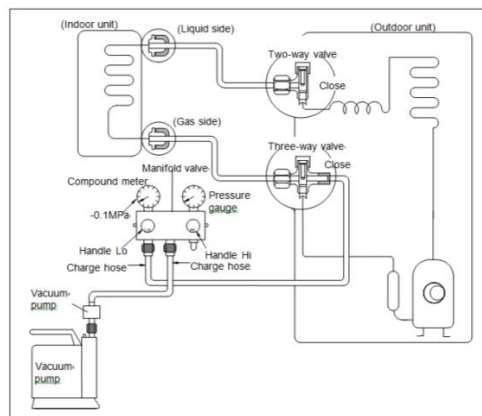 (Indoor unit)
(Liquid side)
(Outdoor unit)
Two-way valve
Close
(Gas side)
Three-way valve
Close
Manifold valve
Compound meter
Pressure
gauge
-0.1MPa
Handle Lo
Handle Hi
Charge hose
Charge hose
Vacuum-
pump
Vacuum-
pump